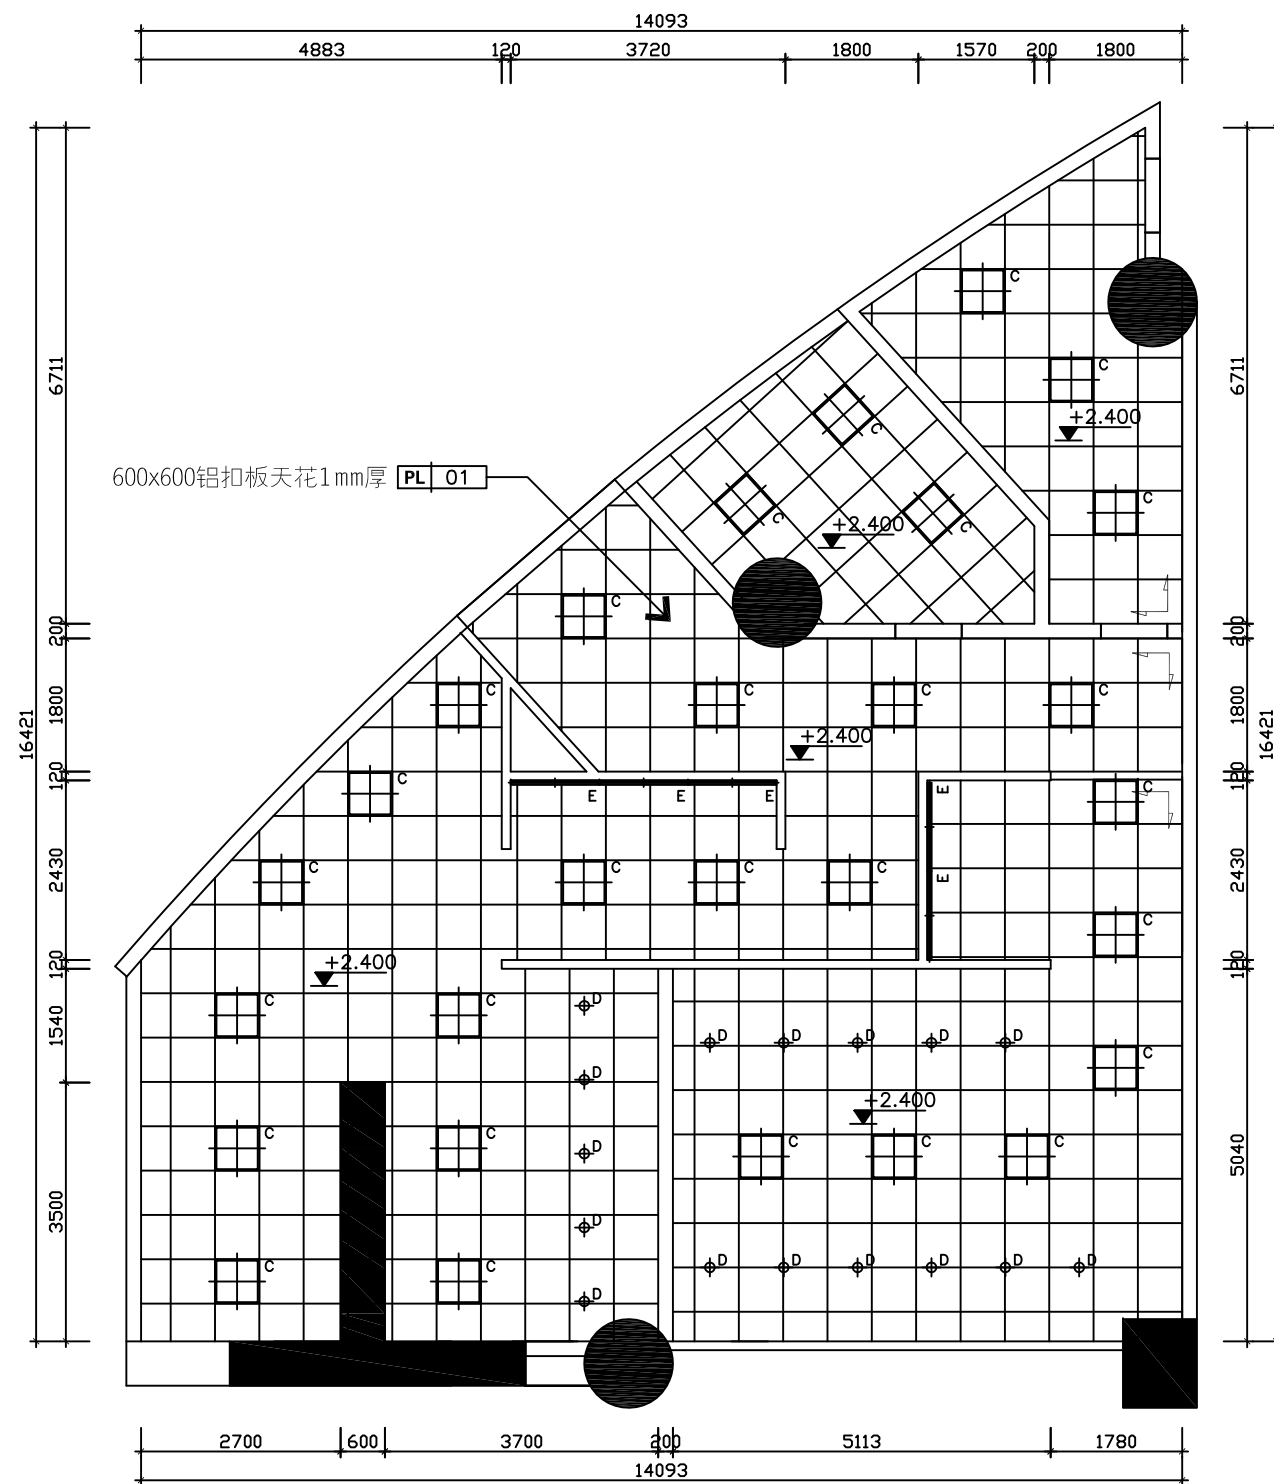 14093
4883 120 3720 1800 1570 200 1800
C
6711
6711
C
+2.400
600x600铝扣板天花1mm厚 PL 01
C
C
C
+2.400
C
C
200
200
C
C
C
C
1800
1800
16421
16421
+2.400
120
120
C
E E E
E
C
C
C
C
C
E
2430
2430
C
120
120
+2.400
C
C
D
1540
D D D D D
C
D
+2.400
C
C
D
C
C
C
5040
3500
D
C
C
D D D D D D
D
2700 600 3700 200 5113 1780
14093